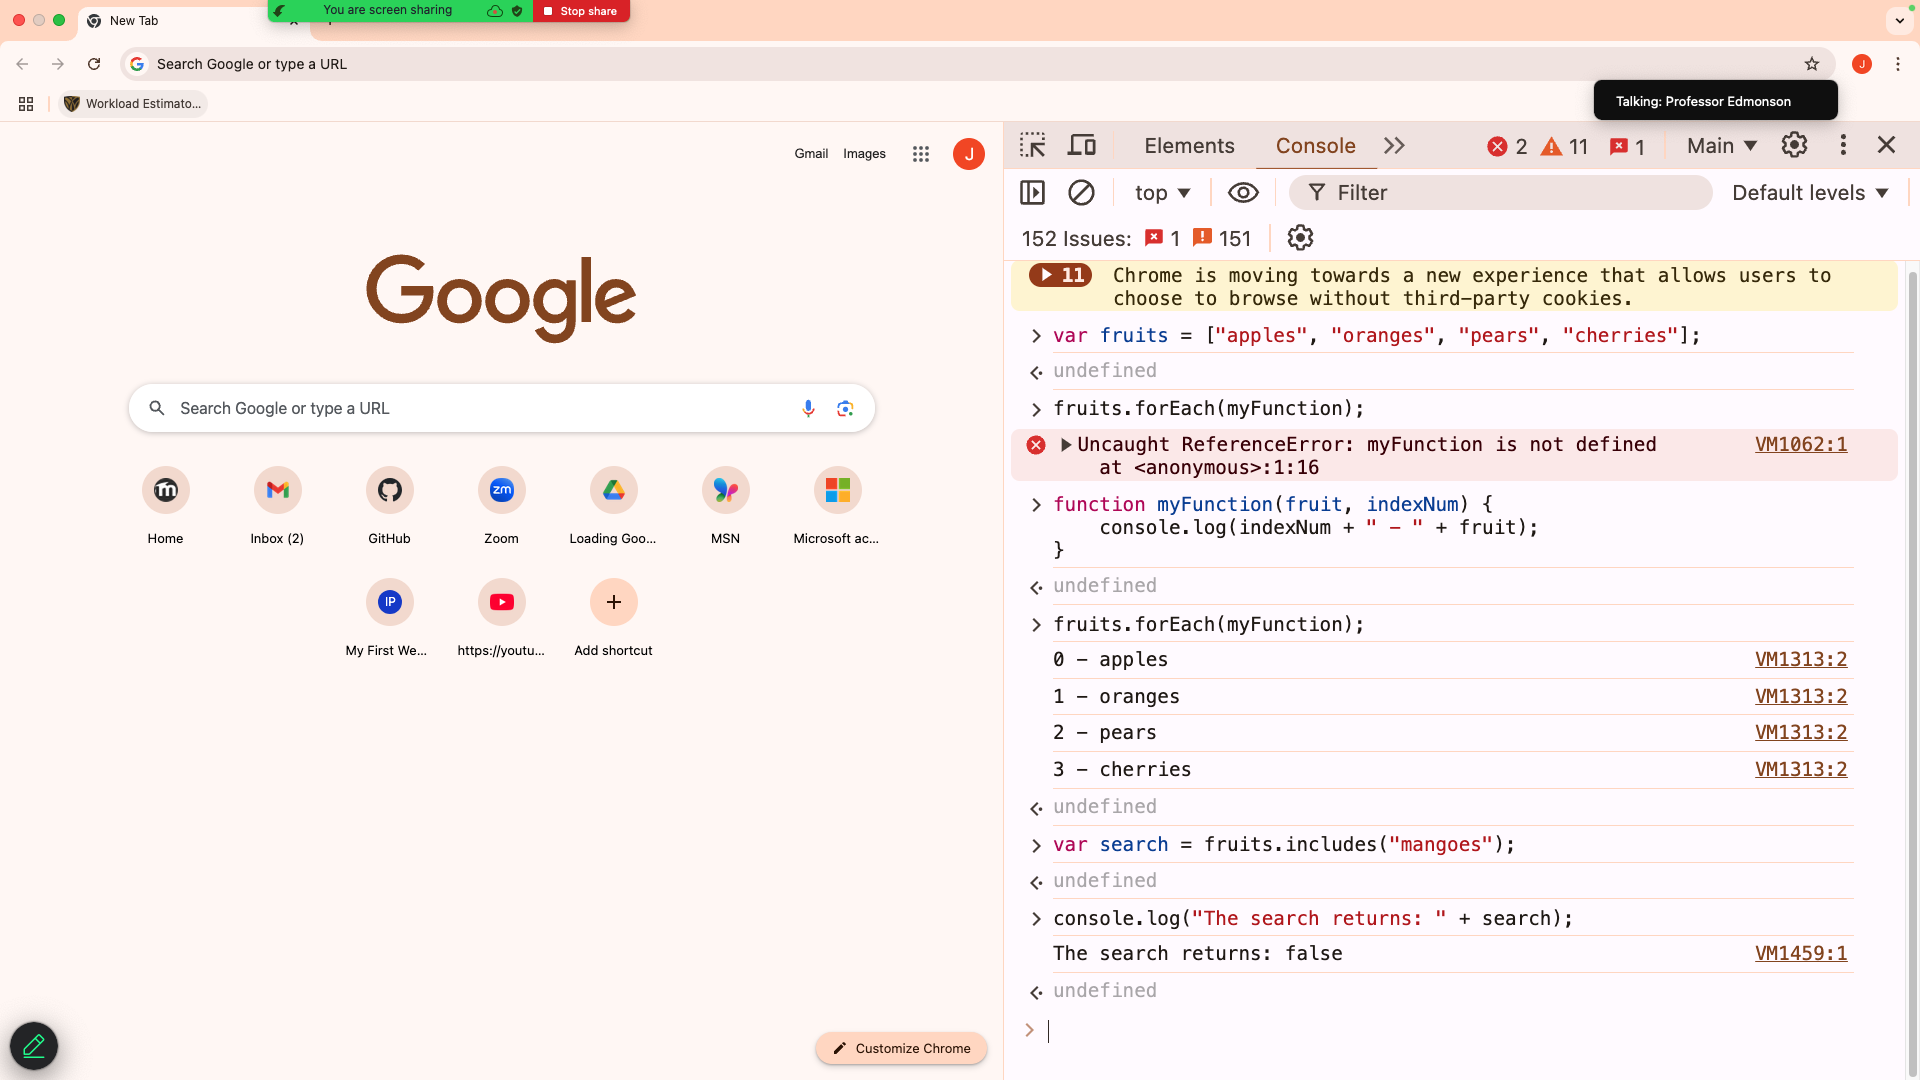 New Tab
You are screen sharing
Stop share
Search Google or type a URL
J
Workload Estimato...
Talking: Professor Edmonson
Gmail
Images
J
Google
Search Google or type a URL
Home
Inbox (2)
GitHub
zm
Zoom
Loading Goo...
MSN
Microsoft ac...
IP
My First We...
https://youtu...
Add shortcut
Customize Chrome
Elements
Console
2
11
1
Main
top
Filter
Default levels
152 Issues:
1
151
11
Chrome is moving towards a new experience that allows users to
choose to browse without third-party cookies.
var fruits = ["apples", "oranges", "pears", "cherries"];
undefined
fruits.forEach(myFunction);
Uncaught ReferenceError: myFunction is not defined VM1062:1
at <anonymous>:1:16
function myFunction(fruit, indexNum) {
console.log(indexNum + " - " + fruit);
}
undefined
fruits.forEach(myFunction);
0 - apples VM1313:2
1 - oranges VM1313:2
2 - pears VM1313:2
3 - cherries VM1313:2
undefined
var search = fruits.includes("mangoes");
undefined
console.log("The search returns: " + search);
The search returns: false VM1459:1
undefined